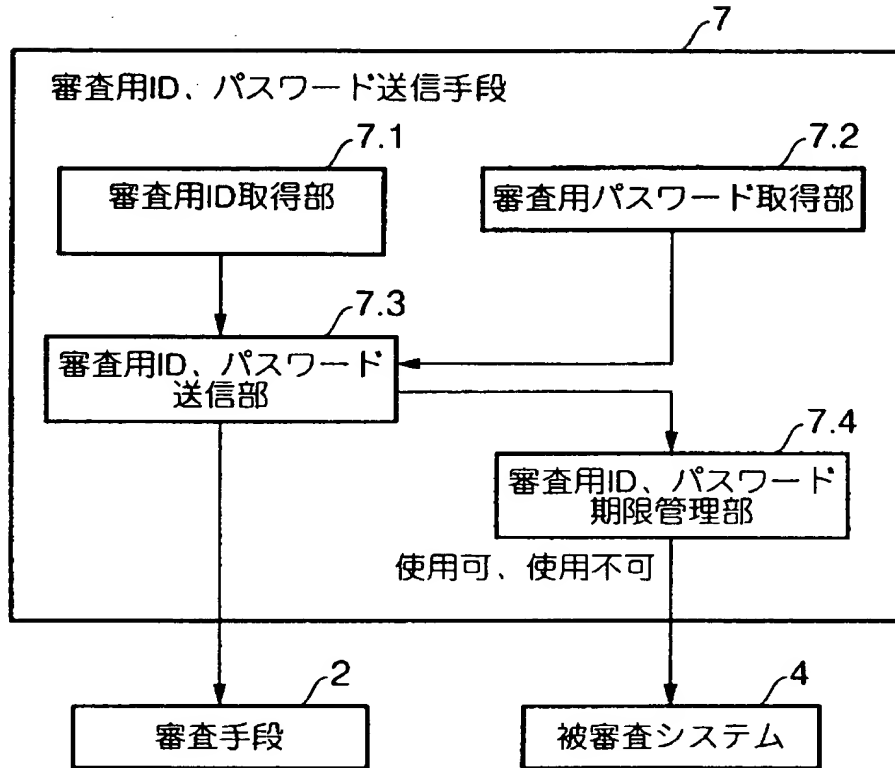 7
審査用ID、パスワード送信手段
7.1
審査用ID取得部
7.2
審査用パスワード取得部
7.3
審査用ID、パスワード
送信部
7.4
審査用ID、パスワード
期限管理部
使用可、使用不可
2
審査手段
4
被審査システム